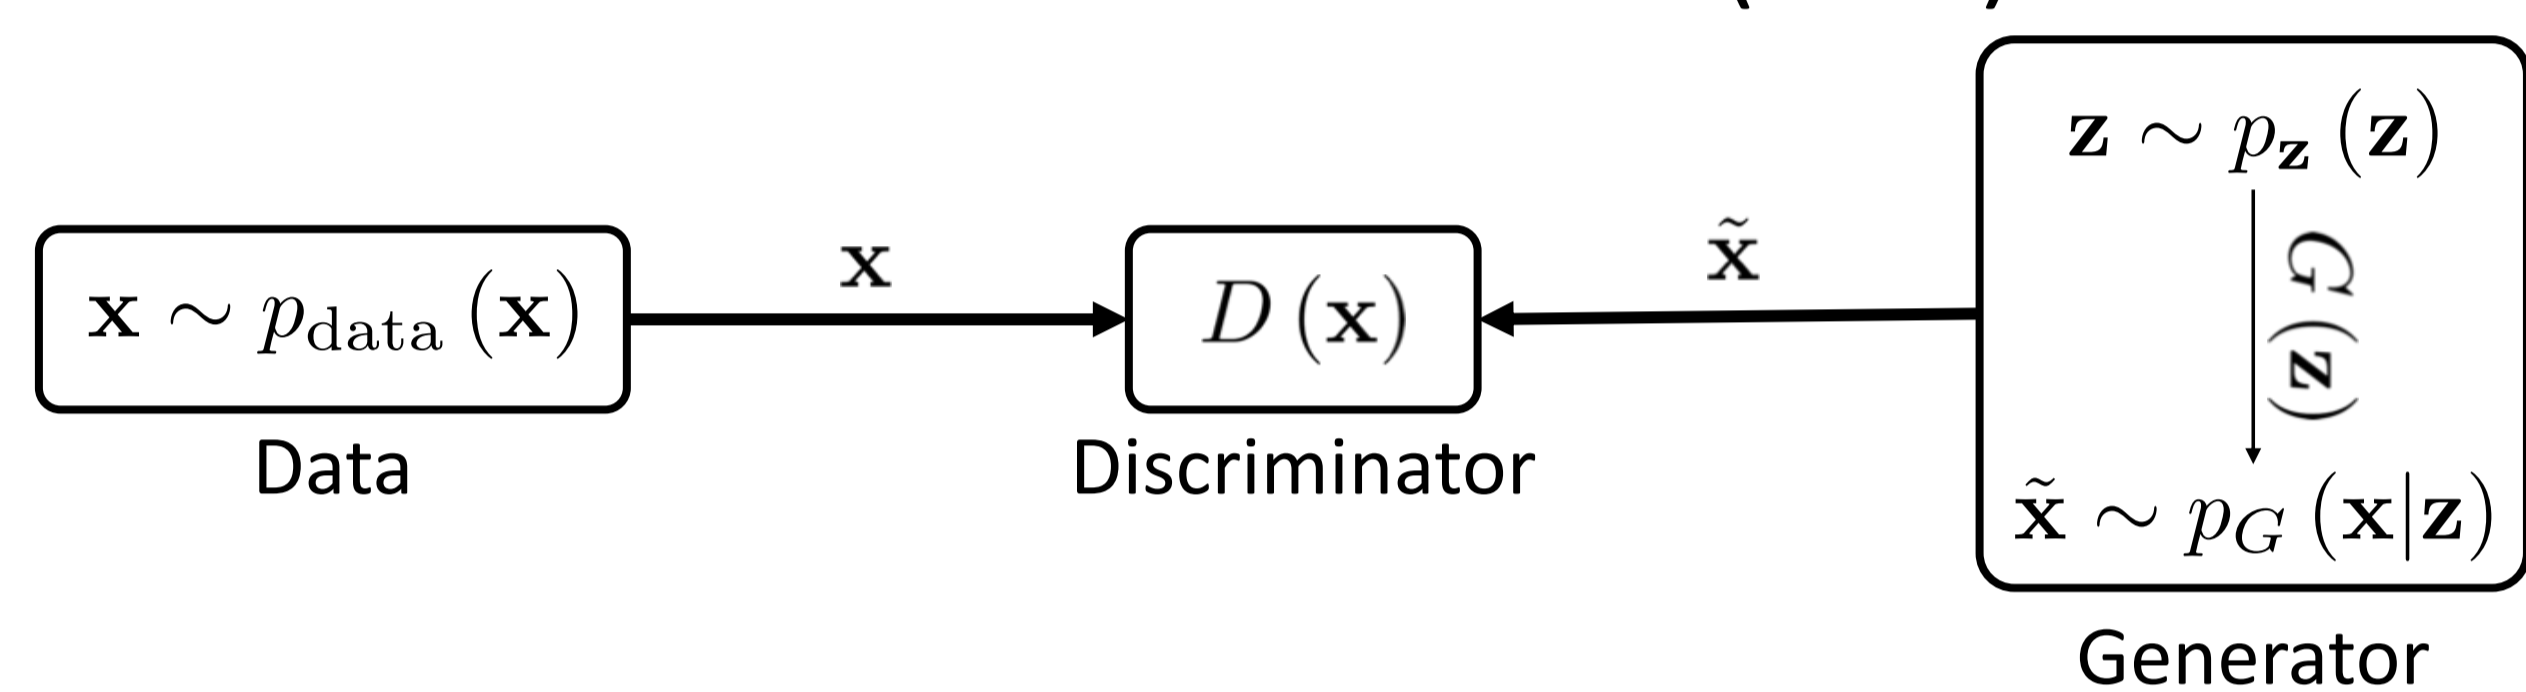 x ∼ p_data (x)
Data
x
D (x)
Discriminator
x̃
z ∼ p_z (z)
G (z)
x̃ ∼ p_G (x|z)
Generator